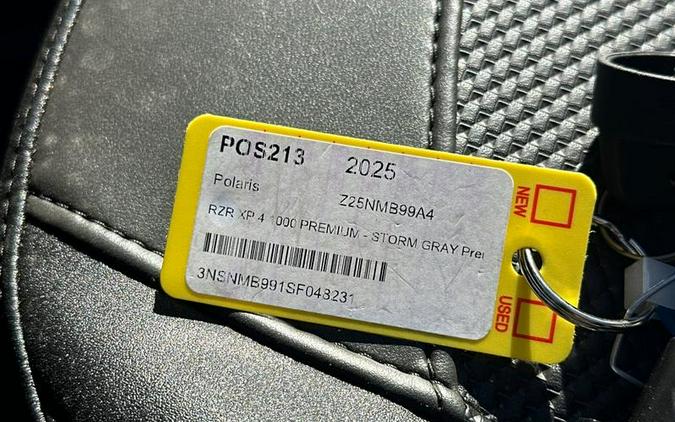 POS213 2025
Polaris Z25NMB99A4
RZR XP 4 1000 PREMIUM - STORM GRAY Prei
3NSNMB991SF048231
NEW
USED